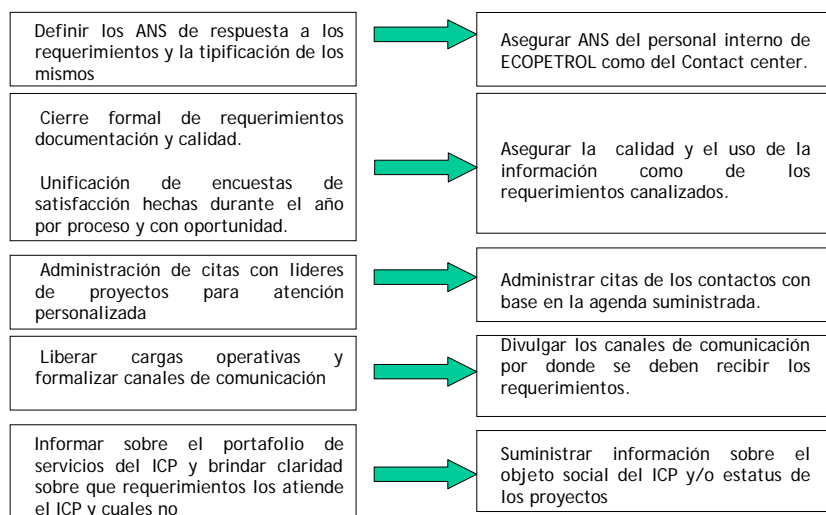 Definir los ANS de respuesta a los
requerimientos y la tipificación de los
mismos
Asegurar ANS del personal interno de
ECOPETROL como del Contact center.
Cierre formal de requerimientos
documentación y calidad.
Unificación de encuestas de
satisfacción hechas durante el año
por proceso y con oportunidad.
Asegurar la calidad y el uso de la
información como de los
requerimientos canalizados.
Administración de citas con lideres
de proyectos para atención
personalizada
Administrar citas de los contactos con
base en la agenda suministrada.
Liberar cargas operativas y
formalizar canales de comunicación
Divulgar los canales de comunicación
por donde se deben recibir los
requerimientos.
Informar sobre el portafolio de
servicios del ICP y brindar claridad
sobre que requerimientos los atiende
el ICP y cuales no
Suministrar información sobre el
objeto social del ICP y/o estatus de
los proyectos